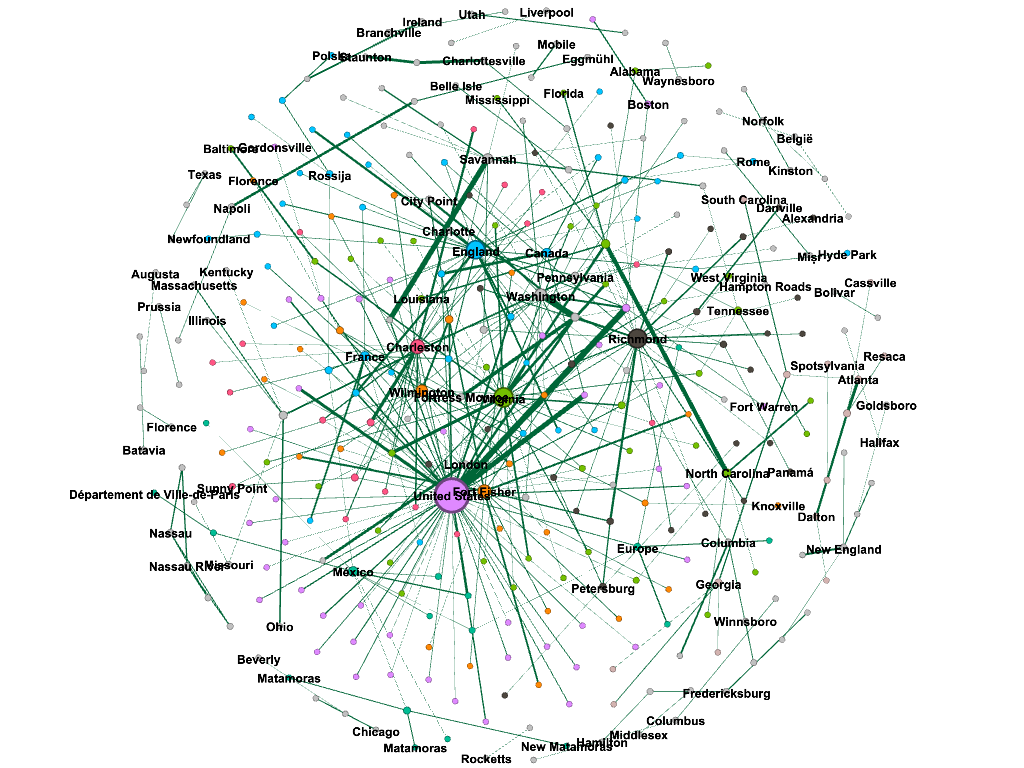 Utah
Liverpool
Ireland
Branchville
Mobile
Polska
Staunton
Charlottesville
Eggmühl
Alabama
Waynesboro
Belle Isle
Mississippi
Florida
Boston
Norfolk
België
Baltimore
Gordonsville
Savannah
Rome
Kinston
Texas
Florence
Rossija
Napoli
City Point
South Carolina
Danville
Alexandria
Newfoundland
Charlotte
England
Canada
Hyde Park
Augusta
Kentucky
Massachusetts
Pennsylvania
West Virginia
Hampton Roads
Cassville
Prussia
Louisiana
Washington
Bolivar
Illinois
Tennessee
Richmond
Charleston
France
Resaca
Spotsylvania
Atlanta
Wilmington
Fortress Monroe
Virginia
Fort Warren
Goldsboro
Florence
Halifax
Batavia
London
North Carolina
Panamá
Département de Ville-de-Paris
Supply Point
United States
Fort Fisher
Knoxville
Dalton
Nassau
Columbia
Europe
New England
Nassau River
Missouri
México
Petersburg
Georgia
Ohio
Winnsboro
Beverly
Matamoras
Fredericksburg
Columbus
Chicago
Middlesex
Matamoras
New Matamoras
Hamilton
Rocketts